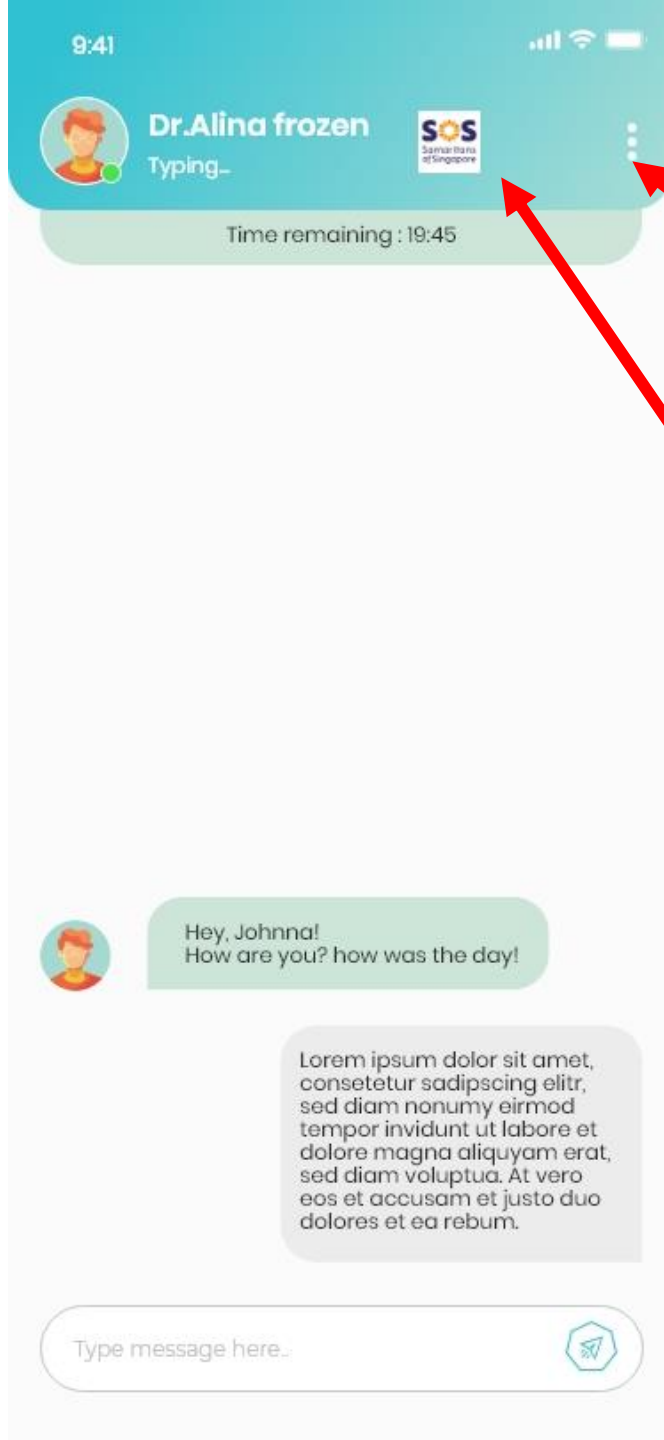 9:41
Dr.Alina frozen
SOS
Samaritans
of Singapore
Typing..
Time remaining : 19:45
Hey, Johnna!
How are you? how was the day!
Lorem ipsum dolor sit amet,
consetetur sadipscing elitr,
sed diam nonumy eirmod
tempor invidunt ut labore et
dolore magna aliquyam erat,
sed diam voluptua. At vero
eos et accusam et justo duo
dolores et ea rebum.
Type message here..